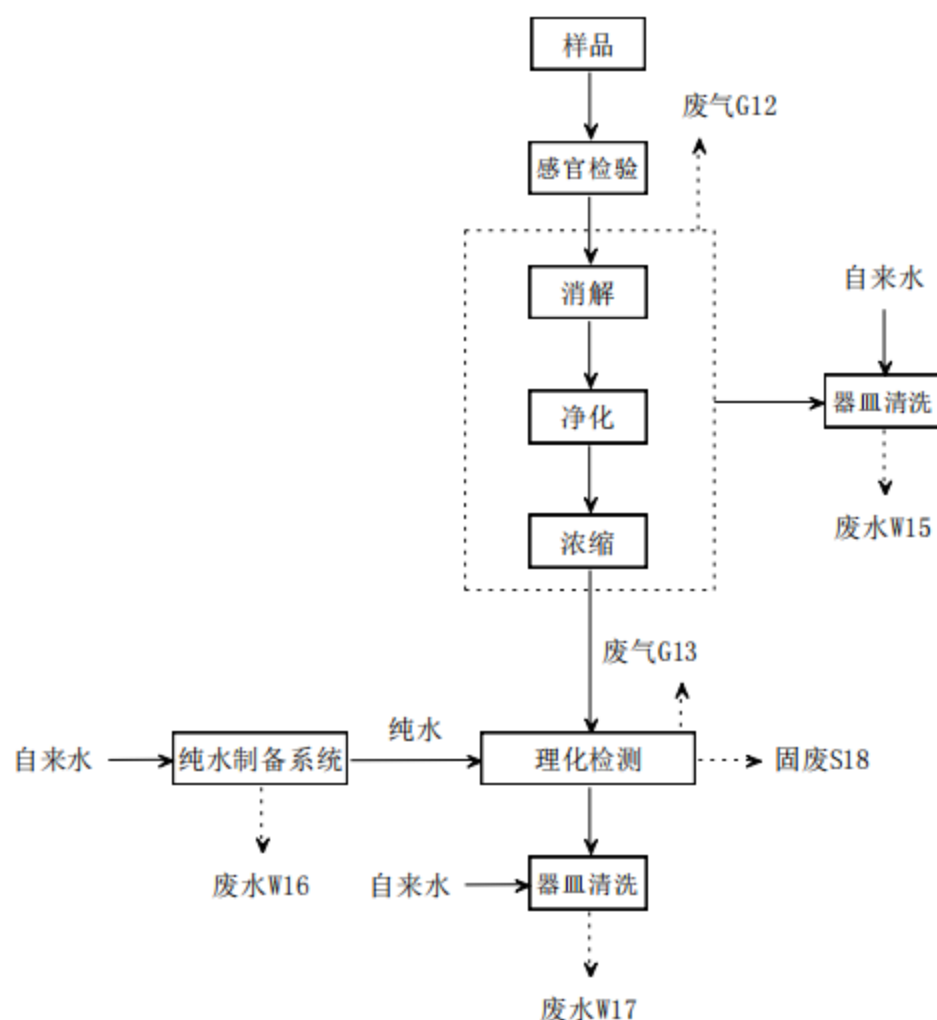 样品
废气G12
感官检验
消解
自来水
器皿清洗
净化
废水W15
浓缩
废气G13
纯水
自来水
纯水制备系统
理化检测
固废S18
废水W16
自来水
器皿清洗
废水W17